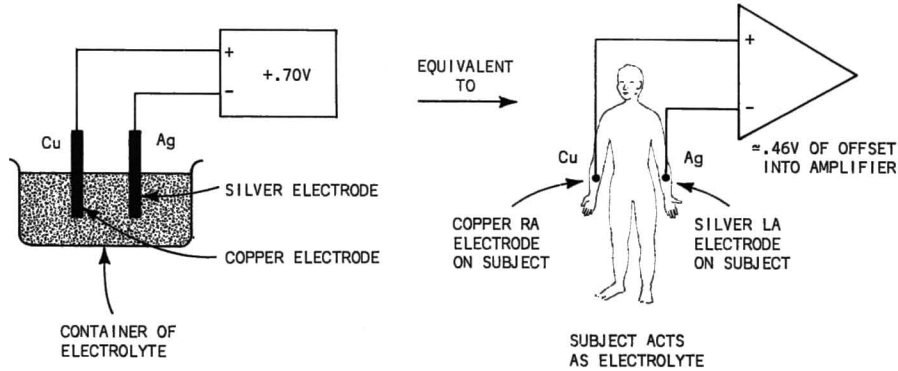 +
+.70V
−
Cu
Ag
SILVER ELECTRODE
COPPER ELECTRODE
CONTAINER OF
ELECTROLYTE
EQUIVALENT
TO
+
−
Cu
Ag
≃.46V OF OFFSET
INTO AMPLIFIER
COPPER RA
ELECTRODE
ON SUBJECT
SILVER LA
ELECTRODE
ON SUBJECT
SUBJECT ACTS
AS ELECTROLYTE